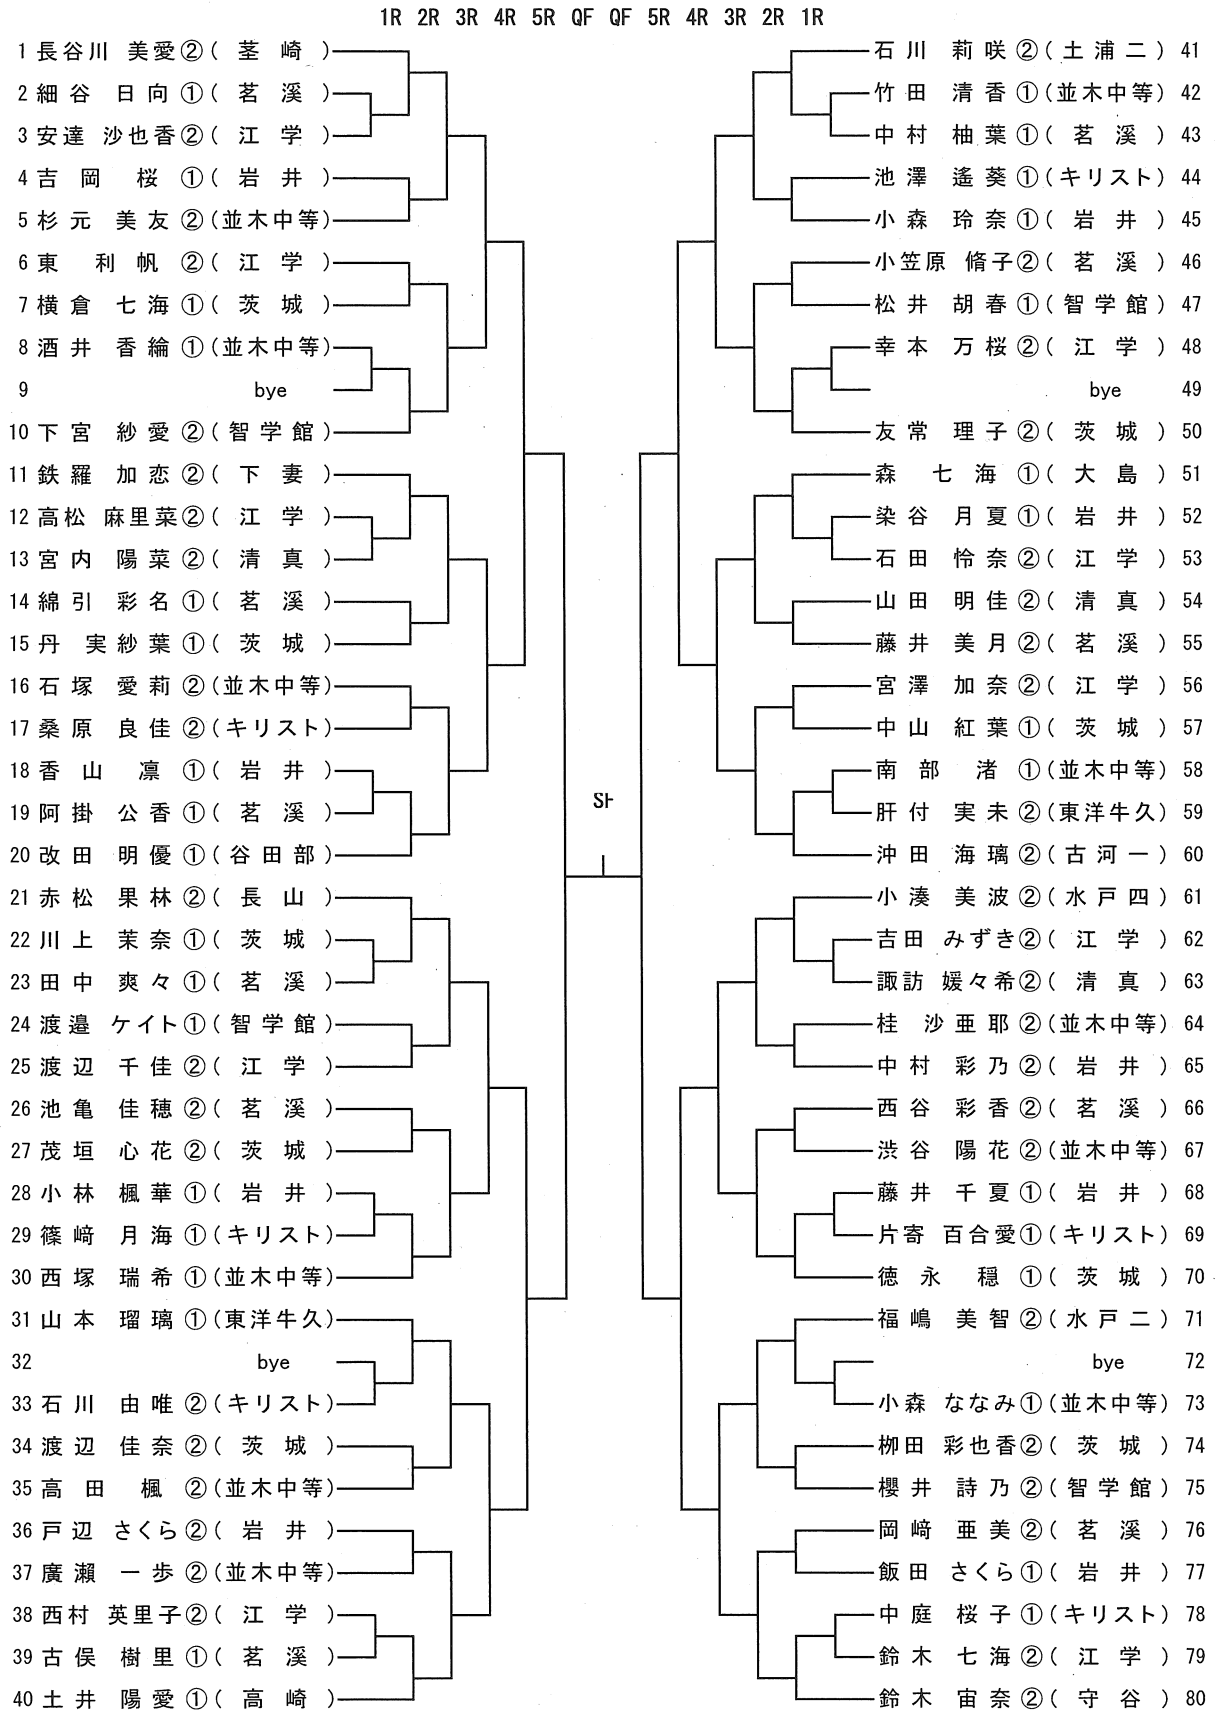 1R 2R 3R 4R 5R QF QF 5R 4R 3R 2R 1R
1 長谷川 美愛②( 茎崎 )
2 細谷 日向①( 茗溪 )
3 安達 沙也香②( 江学 )
4 吉岡 桜 ①( 岩井 )
5 杉元 美友 ②(並木中等)
6 東 利帆 ②( 江学 )
7 横倉 七海 ①( 茨城 )
8 酒井 香綸 ①(並木中等)
9 bye
10 下宮 紗愛 ②(智学館)
11 鉄羅 加恋 ②( 下妻 )
12 高松 麻里菜②( 江学 )
13 宮内 陽菜 ②( 清真 )
14 綿引 彩名 ①( 茗溪 )
15 丹 実紗葉 ①( 茨城 )
16 石塚 愛莉 ②(並木中等)
17 桑原 良佳 ②(キリスト)
18 香山 凛 ①( 岩井 )
19 阿掛 公香 ①( 茗溪 )
20 改田 明優 ①(谷田部)
21 赤松 果林 ②( 長山 )
22 川上 茉奈 ①( 茨城 )
23 田中 爽々 ①( 茗溪 )
24 渡邉 ケイト①(智学館)
25 渡辺 千佳 ②( 江学 )
26 池亀 佳穂 ②( 茗溪 )
27 茂垣 心花 ②( 茨城 )
28 小林 楓華 ①( 岩井 )
29 篠﨑 月海 ①(キリスト)
30 西塚 瑞希 ①(並木中等)
31 山本 瑠璃 ①(東洋牛久)
32 bye
33 石川 由唯 ②(キリスト)
34 渡辺 佳奈 ②( 茨城 )
35 高田 楓 ②(並木中等)
36 戸辺 さくら②( 岩井 )
37 廣瀨 一歩 ②(並木中等)
38 西村 英里子②( 江学 )
39 古俣 樹里 ①( 茗溪 )
40 土井 陽愛 ①( 高崎 )
SF
石川 莉咲 ②(土浦二) 41
竹田 清香 ①(並木中等) 42
中村 柚葉 ①( 茗溪 ) 43
池澤 遙葵 ①(キリスト) 44
小森 玲奈 ①( 岩井 ) 45
小笠原 脩子②( 茗溪 ) 46
松井 胡春 ①(智学館) 47
幸本 万桜 ②( 江学 ) 48
bye 49
友常 理子 ②( 茨城 ) 50
森 七海 ①( 大島 ) 51
染谷 月夏 ①( 岩井 ) 52
石田 怜奈 ②( 江学 ) 53
山田 明佳 ②( 清真 ) 54
藤井 美月 ②( 茗溪 ) 55
宮澤 加奈 ②( 江学 ) 56
中山 紅葉 ①( 茨城 ) 57
南部 渚 ①(並木中等) 58
肝付 実未 ②(東洋牛久) 59
沖田 海璃 ②(古河一) 60
小湊 美波 ②(水戸四) 61
吉田 みずき②( 江学 ) 62
諏訪 媛々希②( 清真 ) 63
桂 沙亜耶 ②(並木中等) 64
中村 彩乃 ②( 岩井 ) 65
西谷 彩香 ②( 茗溪 ) 66
渋谷 陽花 ②(並木中等) 67
藤井 千夏 ①( 岩井 ) 68
片寄 百合愛①(キリスト) 69
徳永 穏 ①( 茨城 ) 70
福嶋 美智 ②(水戸二) 71
bye 72
小森 ななみ①(並木中等) 73
栁田 彩也香②( 茨城 ) 74
櫻井 詩乃 ②(智学館) 75
岡﨑 亜美 ②( 茗溪 ) 76
飯田 さくら①( 岩井 ) 77
中庭 桜子 ①(キリスト) 78
鈴木 七海 ②( 江学 ) 79
鈴木 宙奈 ②( 守谷 ) 80